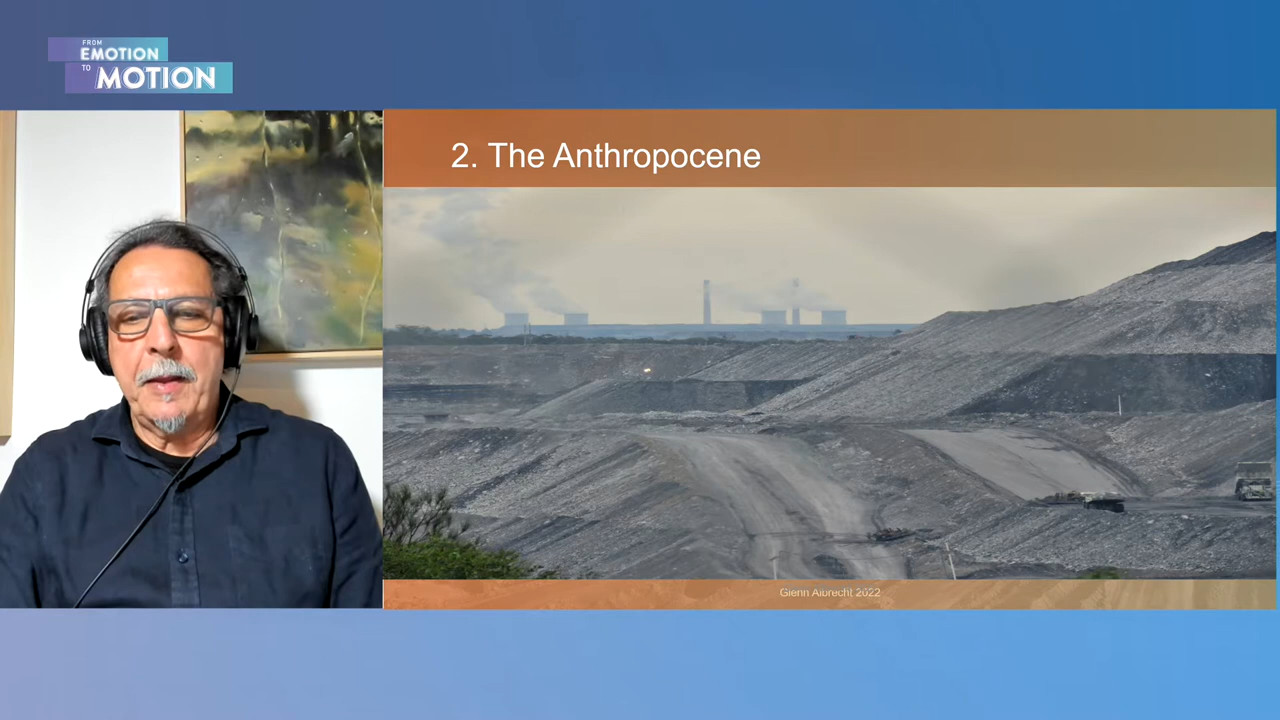 FROM
EMOTION
TO MOTION
2. The Anthropocene
Glenn Albrecht 2022